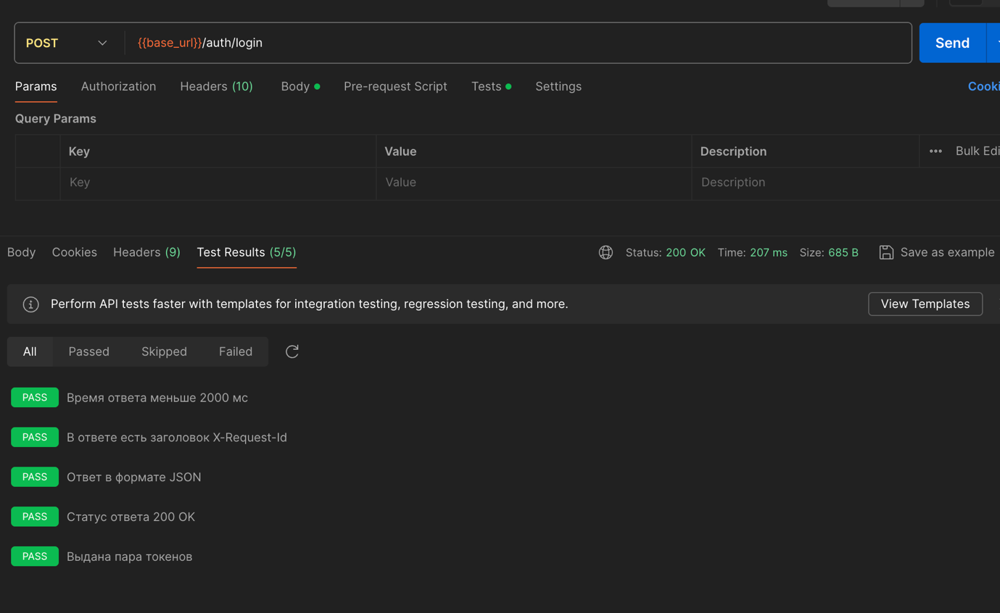 POST {{base_url}}/auth/login Send
Params Authorization Headers (10) Body Pre-request Script Tests Settings Cooki
Query Params
Key Value Description Bulk Edi
Key Value Description
Body Cookies Headers (9) Test Results (5/5) Status: 200 OK Time: 207 ms Size: 685 B Save as example
Perform API tests faster with templates for integration testing, regression testing, and more. View Templates
All Passed Skipped Failed
PASS Время ответа меньше 2000 мс
PASS В ответе есть заголовок X-Request-Id
PASS Ответ в формате JSON
PASS Статус ответа 200 OK
PASS Выдана пара токенов